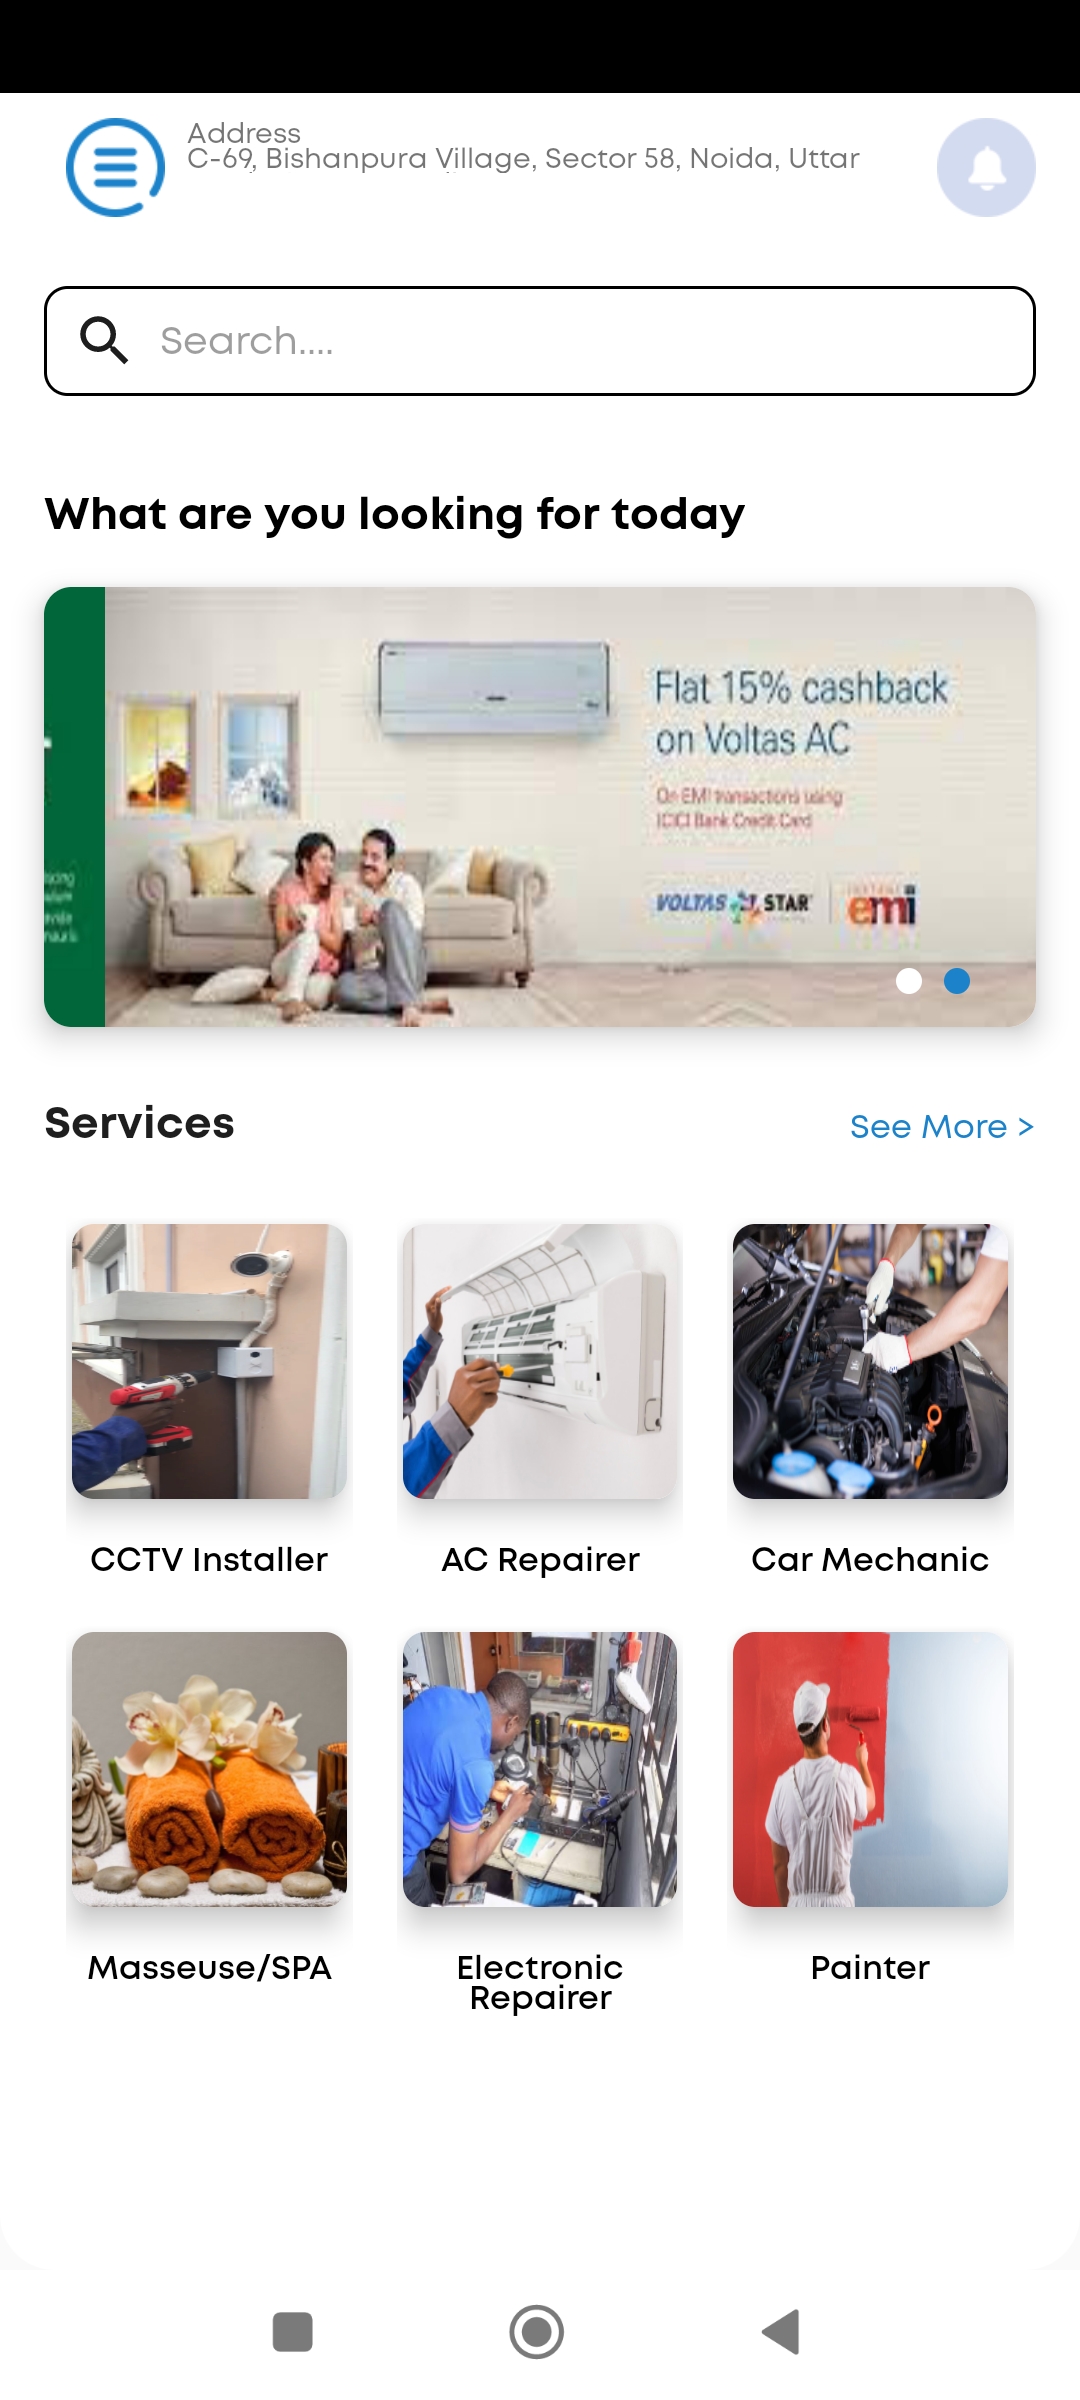 Address
C-69, Bishanpura Village, Sector 58, Noida, Uttar
Search....
What are you looking for today
Flat 15% cashback
on Voltas AC
On EMI transactions using
ICICI Bank Credit Card
VOLTAS STAR
emi
Services
See More >
CCTV Installer
AC Repairer
Car Mechanic
Masseuse/SPA
Electronic
Repairer
Painter